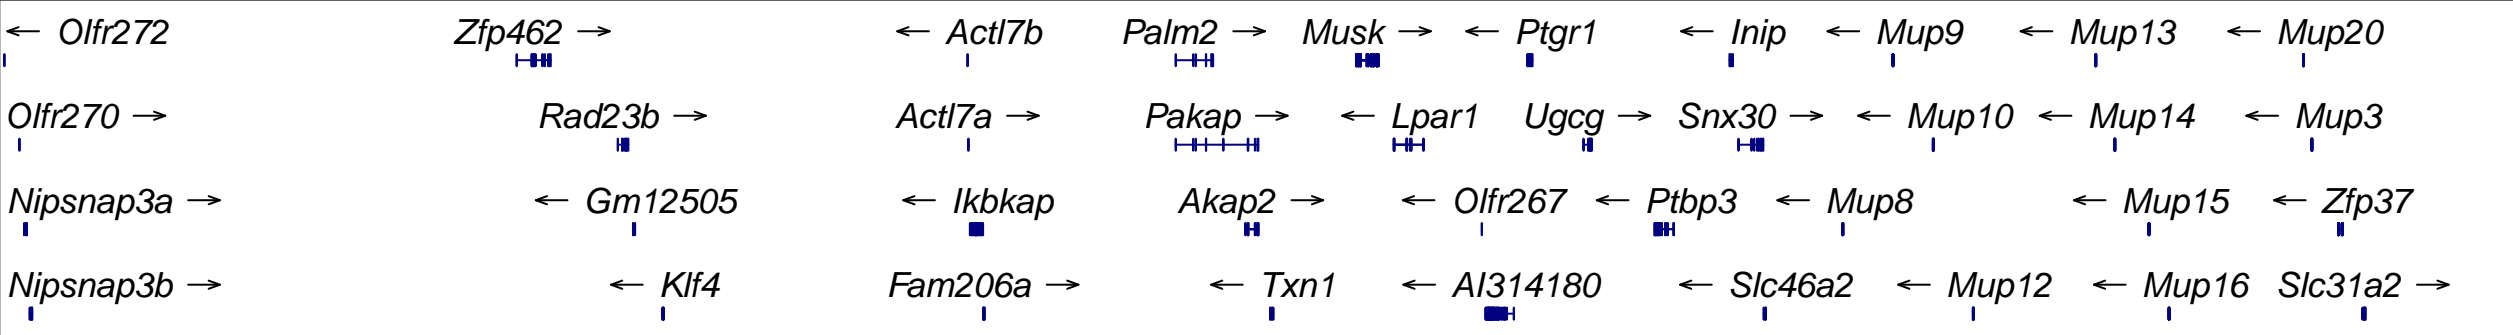 ← Olfr272 Zfp462 → ← Actl7b Palm2 → Musk → ← Ptgr1 ← Inip ← Mup9 ← Mup13 ← Mup20
Olfr270 → Rad23b → Actl7a → Pakap → ← Lpar1 Ugcg → Snx30 → ← Mup10 ← Mup14 ← Mup3
Nipsnap3a → ← Gm12505 ← Ikbkap Akap2 → ← Olfr267 ← Ptbp3 ← Mup8 ← Mup15 ← Zfp37
Nipsnap3b → ← Klf4 Fam206a → ← Txn1 ← AI314180 ← Slc46a2 ← Mup12 ← Mup16 Slc31a2 →